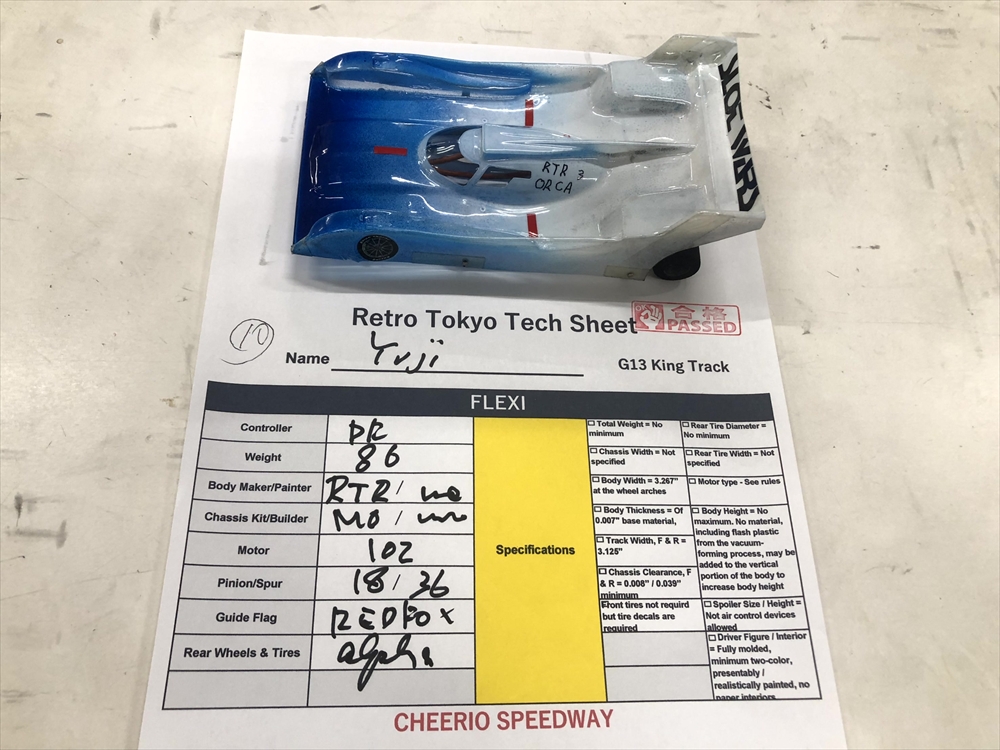 SLOT WARS
RTR 3
ORCA
Retro Tokyo Tech Sheet
合格
PASSED
10
Name Yuji
G13 King Track
FLEXI
Controller DR
Weight 86
Body Maker/Painter RTR / me
Chassis Kit/Builder MO /
Motor 102
Pinion/Spur 18 / 36
Guide Flag REDFOX
Rear Wheels & Tires alpha
Specifications
☐ Total Weight = No
minimum
☐ Rear Tire Diameter =
No minimum
☐ Chassis Width = Not
specified
☐ Rear Tire Width = Not
specified
☐ Body Width = 3.267"
at the wheel arches
☐ Motor type - See rules
☐ Body Thickness = Of
0.007" base material,
☐ Body Height = No
maximum. No material,
including flash plastic
from the vacuum-
forming process, may be
added to the vertical
portion of the body to
increase body height
☐ Track Width, F & R =
3.125"
☐ Chassis Clearance, F
& R = 0.008" / 0.039"
minimum
Front tires not requird
but tire decals are
required
☐ Spoiler Size / Height =
Not air control devices
allowed
☐ Driver Figure / Interior
= Fully molded,
minimum two-color,
presentably /
realistically painted, no
paper interiors
CHEERIO SPEEDWAY